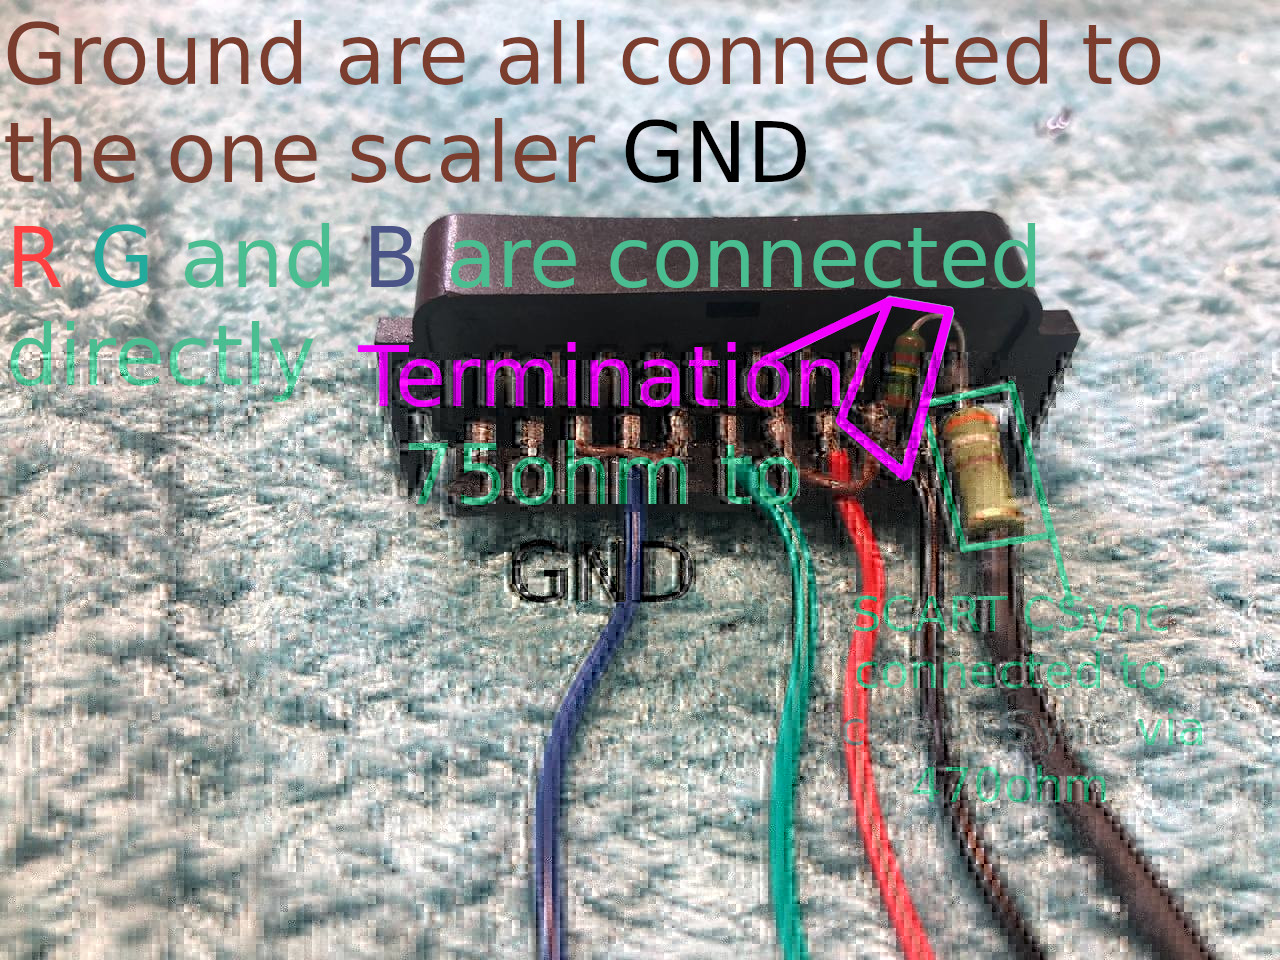 Ground are all connected to
the one scaler GND
R G and B are connected
directly
Termination
75ohm to
GND
SCART CSync
connected to
CSync via
470ohm